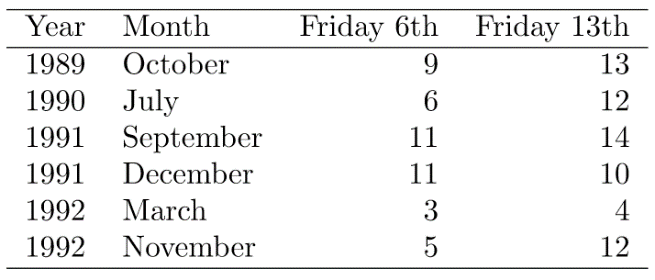 Year Month Friday 6th Friday 13th
1989 October 9 13
1990 July 6 12
1991 September 11 14
1991 December 11 10
1992 March 3 4
1992 November 5 12